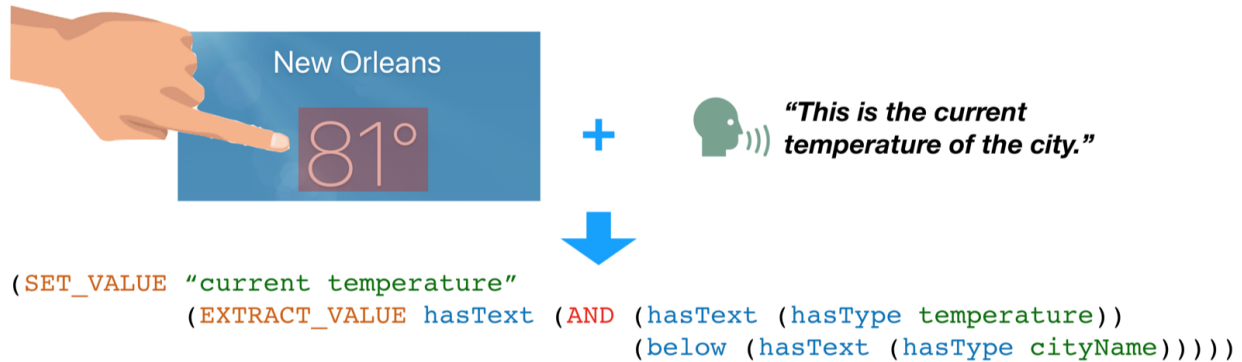 New Orleans
81°
+
“This is the current
temperature of the city.”
(SET_VALUE “current temperature”
(EXTRACT_VALUE hasText (AND (hasText (hasType temperature))
(below (hasText (hasType cityName)))))